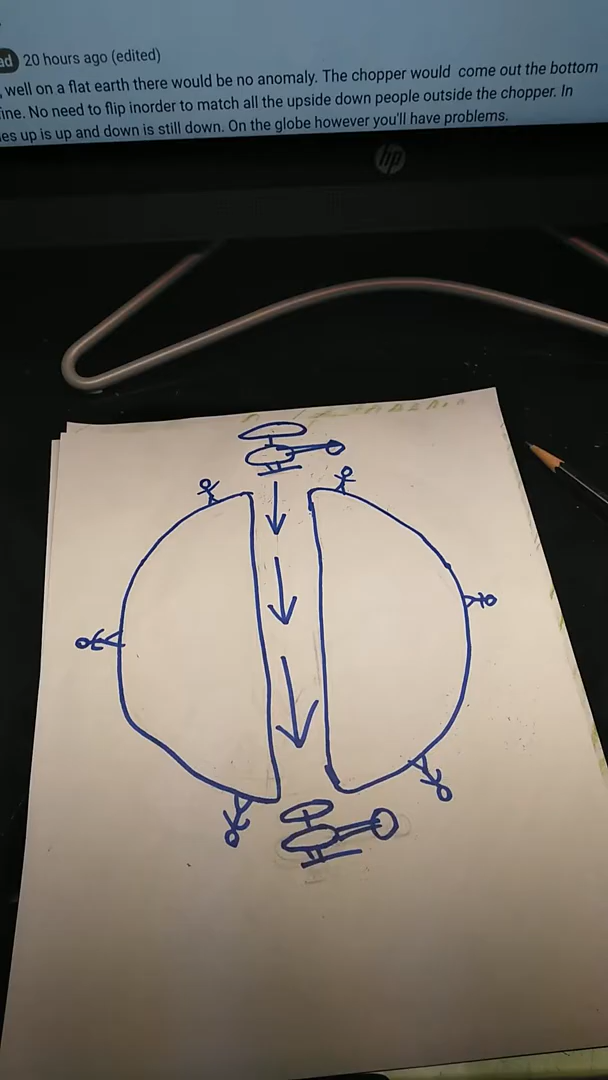 20 hours ago (edited)
well on a flat earth there would be no anomaly. The chopper would come out the bottom
ine. No need to flip inorder to match all the upside down people outside the chopper. In
es up is up and down is still down. On the globe however you'll have problems.
hp